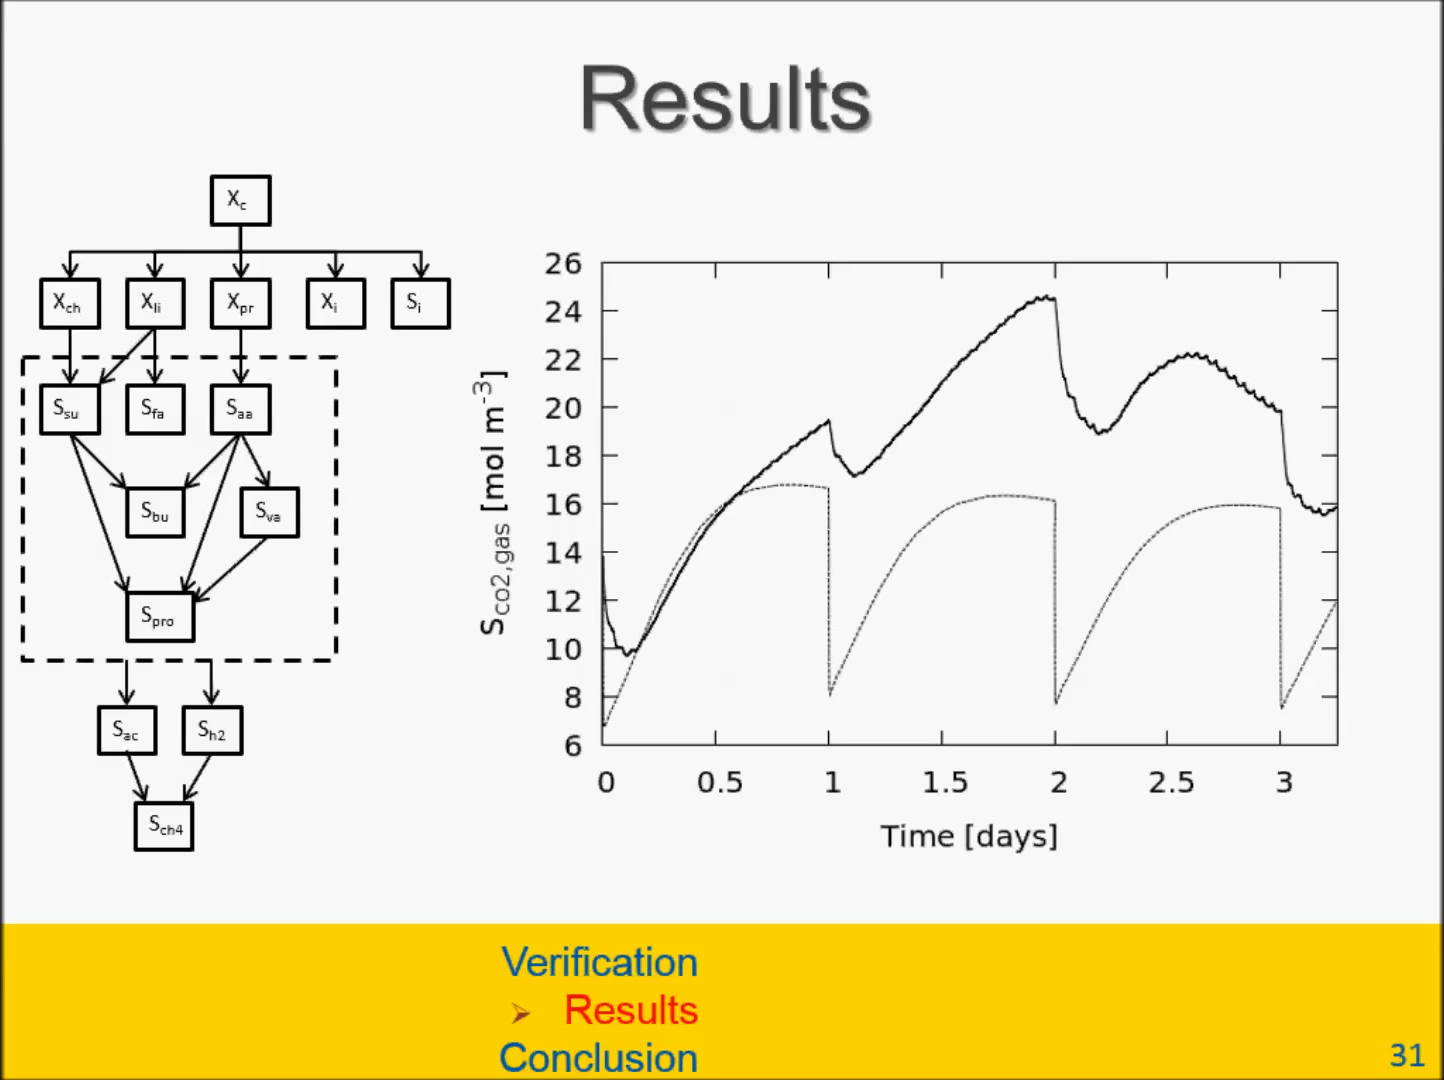 Results
Xc
Xch Xli Xpr Xi Si
Ssu Sfa Saa
Sbu Sva
Spro
Sac Sh2
Sch4
26
24
22
20
18
16
14
12
10
8
6
Sco2,gas [mol m-3]
0 0.5 1 1.5 2 2.5 3
Time [days]
Verification
➢ Results
Conclusion
31